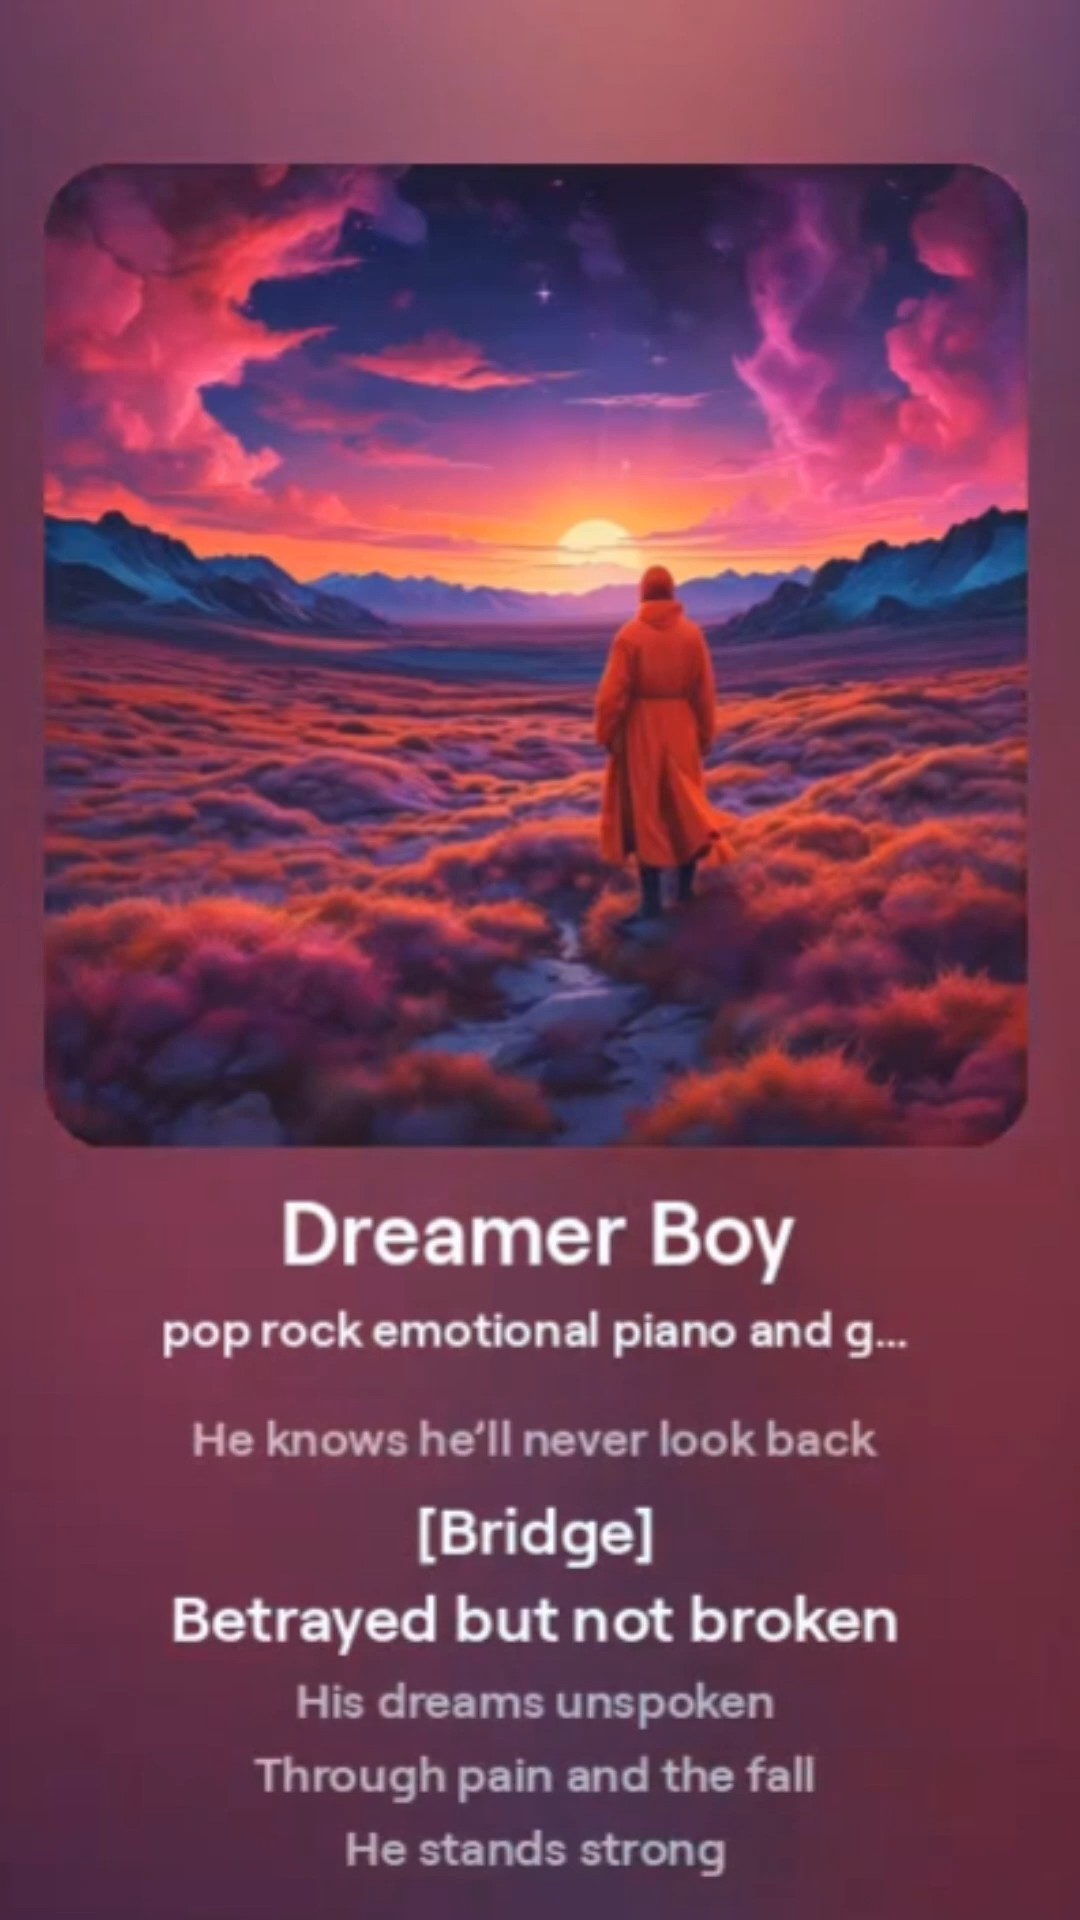 Dreamer Boy
pop rock emotional piano and g...
He knows he’ll never look back
[Bridge]
Betrayed but not broken
His dreams unspoken
Through pain and the fall
He stands strong